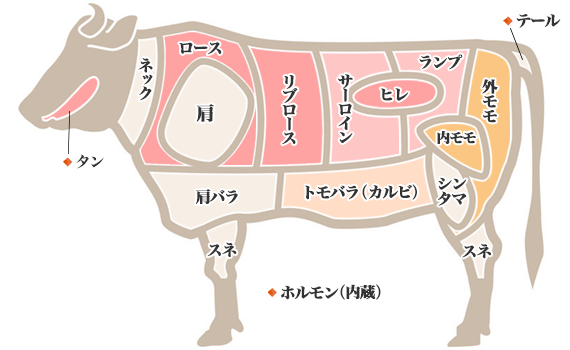 テール
ロース
ランプ
ネック
リブロース
サーロイン
外モモ
ヒレ
肩
内モモ
タン
シン
タマ
肩バラ
トモバラ（カルビ）
スネ
スネ
ホルモン（内蔵）